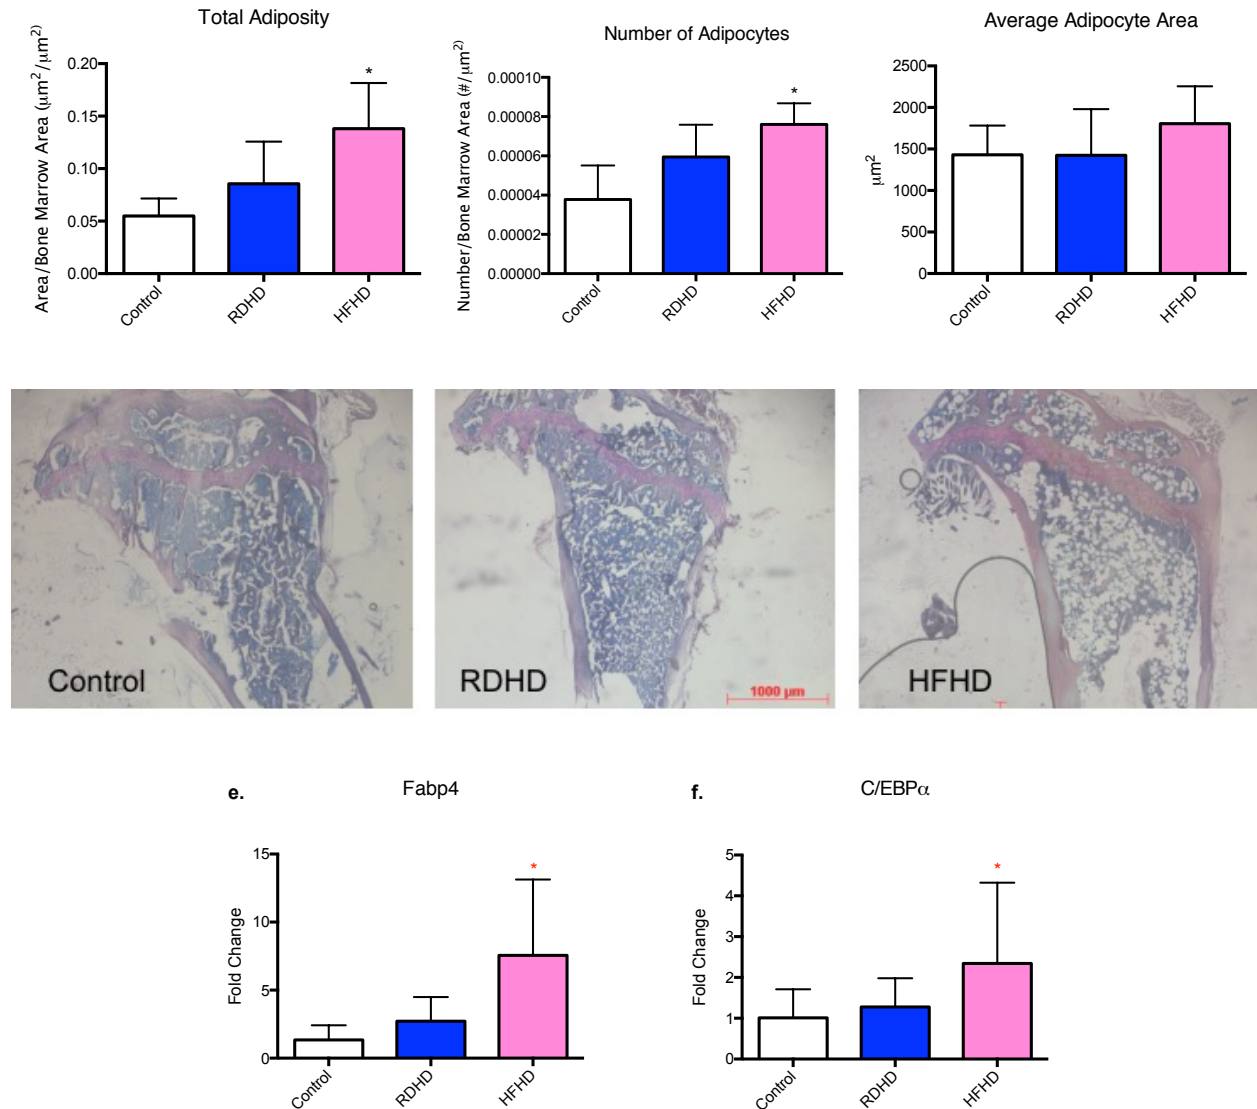 Total Adiposity
Area/Bone Marrow Area (μm²/μm²)
0.20
0.15
0.10
0.05
0.00
*
Control
RDHD
HFHD
Number of Adipocytes
Number/Bone Marrow Area (#/μm²)
0.00010
0.00008
0.00006
0.00004
0.00002
0.00000
*
Control
RDHD
HFHD
Average Adipocyte Area
μm²
2500
2000
1500
1000
500
0
Control
RDHD
HFHD
Control
RDHD
1000 μm
HFHD
e.
Fabp4
Fold Change
15
10
5
0
*
Control
RDHD
HFHD
f.
C/EBPα
Fold Change
5
4
3
2
1
0
*
Control
RDHD
HFHD